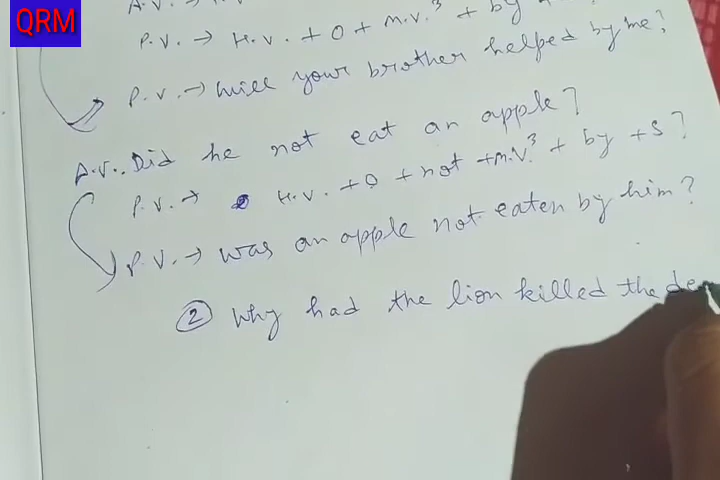 QRM
A.V. →
P.V. → H.V. + O + M.V.³ + by
P.V. → Will your brother helped by me?
A.V.. Did he not eat an apple?
P.V. → H.V. + O + not + M.V.³ + by + S?
P.V. → Was an apple not eaten by him?
② Why had the lion killed the